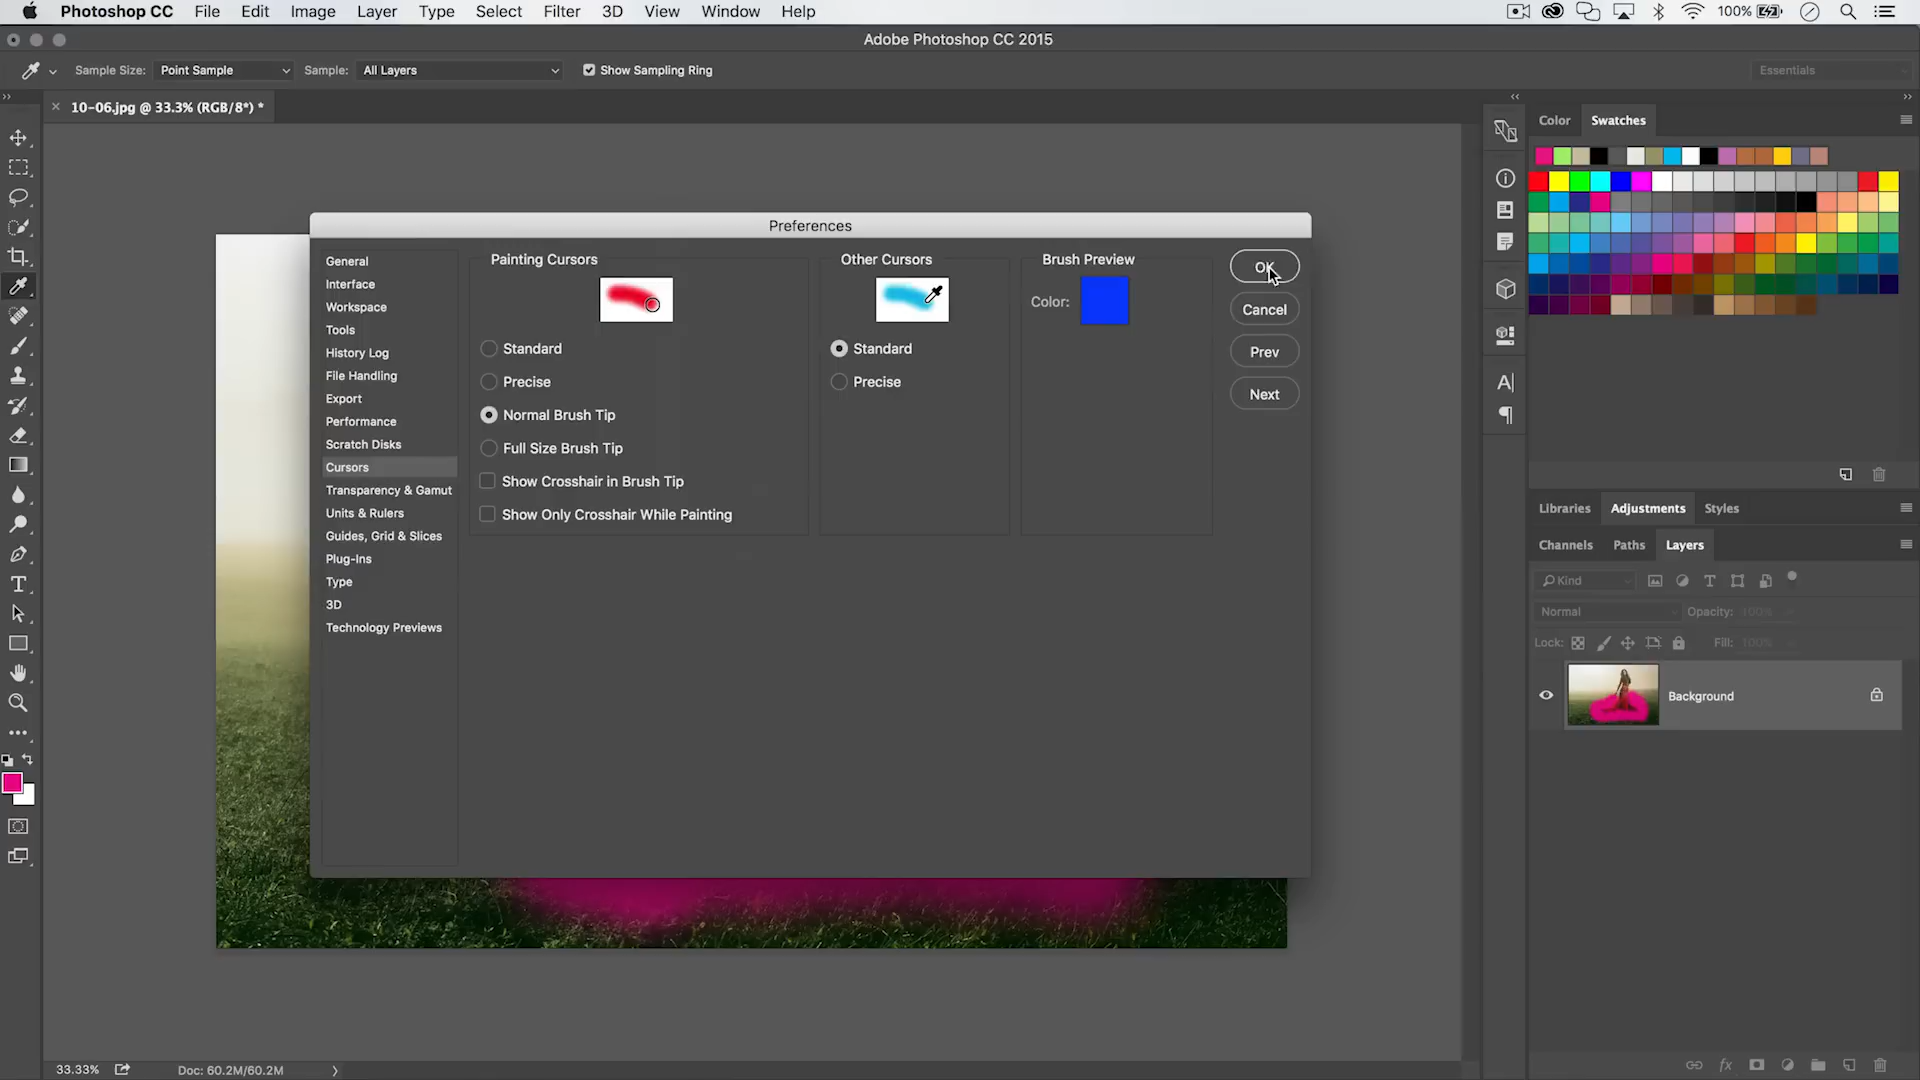 Photoshop CC File Edit Image Layer Type Select Filter 3D View Window Help 100%
Adobe Photoshop CC 2015
Sample Size: Point Sample Sample: All Layers Show Sampling Ring Essentials
10-06.jpg @ 33.3% (RGB/8*) *
Color Swatches
Preferences
General
Interface
Workspace
Tools
History Log
File Handling
Export
Performance
Scratch Disks
Cursors
Transparency & Gamut
Units & Rulers
Guides, Grid & Slices
Plug-Ins
Type
3D
Technology Previews
Painting Cursors
Standard
Precise
Normal Brush Tip
Full Size Brush Tip
Show Crosshair in Brush Tip
Show Only Crosshair While Painting
Other Cursors
Standard
Precise
Brush Preview
Color:
OK
Cancel
Prev
Next
Libraries Adjustments Styles
Channels Paths Layers
Kind
Normal Opacity: 100%
Lock: Fill: 100%
Background
33.33% Doc: 60.2M/60.2M